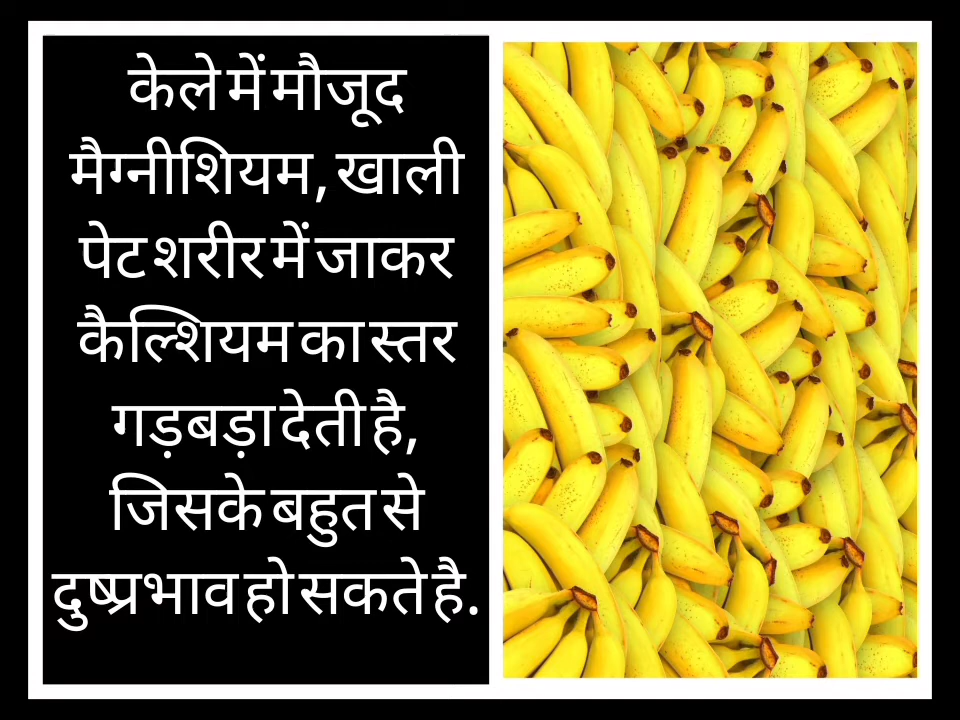 केले में मौजूद
मैग्नीशियम, खाली
पेट शरीर में जाकर
कैल्शियम का स्तर
गड़बड़ा देती है,
जिसके बहुत से
दुष्प्रभाव हो सकते है.